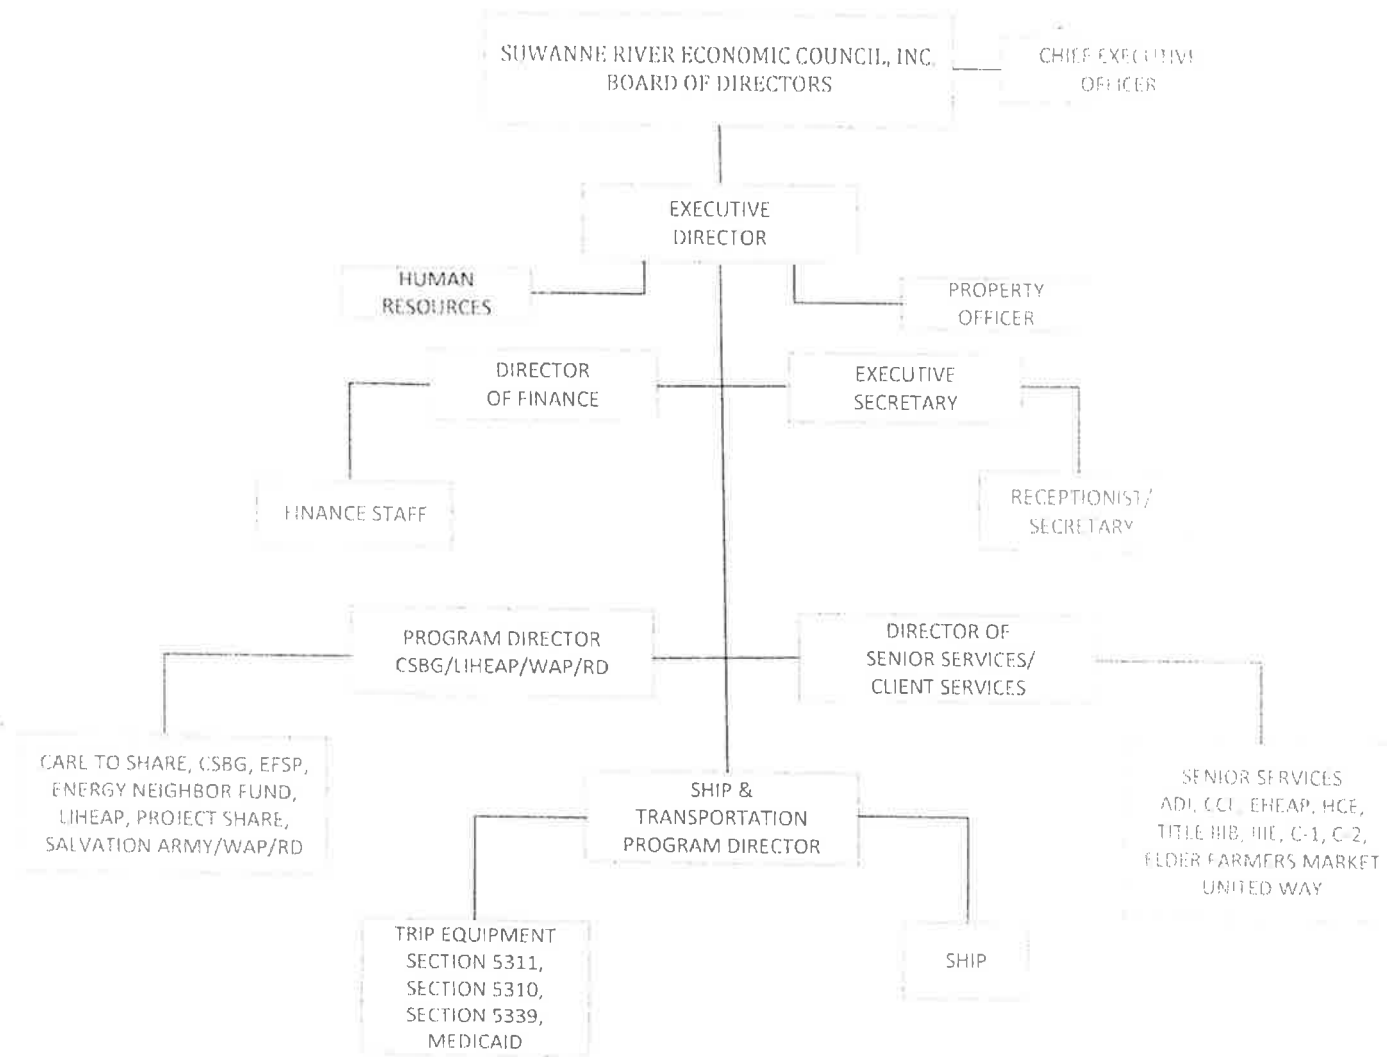 SUWANNE RIVER ECONOMIC COUNCIL, INC.
BOARD OF DIRECTORS
CHIEF EXECUTIVE
OFFICER
EXECUTIVE
DIRECTOR
HUMAN
RESOURCES
PROPERTY
OFFICER
DIRECTOR
OF FINANCE
EXECUTIVE
SECRETARY
FINANCE STAFF
RECEPTIONIST/
SECRETARY
PROGRAM DIRECTOR
CSBG/LIHEAP/WAP/RD
DIRECTOR OF
SENIOR SERVICES/
CLIENT SERVICES
CARE TO SHARE, CSBG, EFSP,
ENERGY NEIGHBOR FUND,
LIHEAP, PROJECT SHARE,
SALVATION ARMY/WAP/RD
SHIP &
TRANSPORTATION
PROGRAM DIRECTOR
SENIOR SERVICES
ADI, CCE, EHEAP, HCE,
TITLE IIIB, IIIE, C-1, C-2,
ELDER FARMERS MARKET
UNITED WAY
TRIP EQUIPMENT
SECTION 5311,
SECTION 5310,
SECTION 5339,
MEDICAID
SHIP